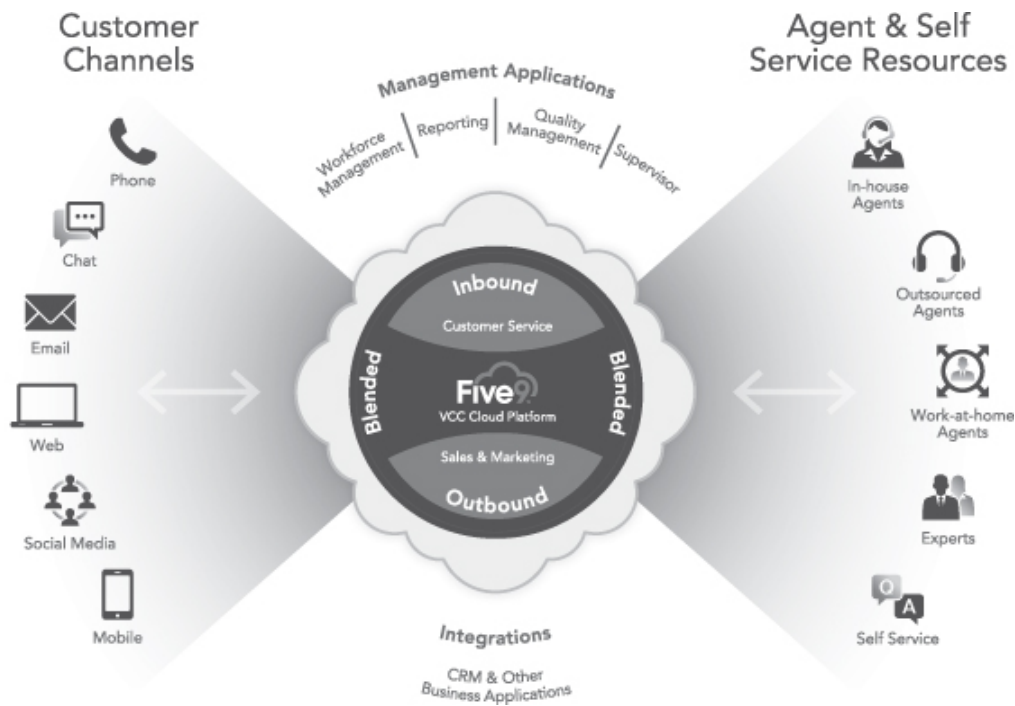 Customer
Channels
Agent & Self
Service Resources
Management Applications
Workforce
Management
Reporting
Quality
Management
Supervisor
Phone
Chat
Email
Web
Social Media
Mobile
Inbound
Customer Service
Blended
Five9
VCC Cloud Platform
Blended
Sales & Marketing
Outbound
In-house
Agents
Outsourced
Agents
Work-at-home
Agents
Experts
Q
A
Self Service
Integrations
CRM & Other
Business Applications